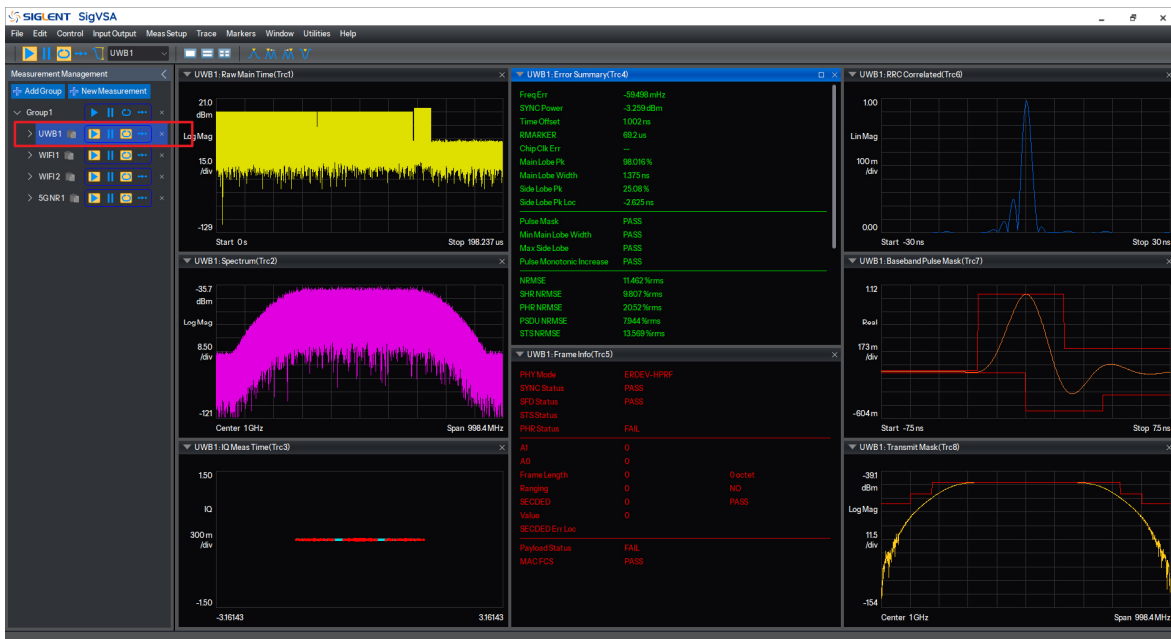 SIGLENT SigVSA
File Edit Control Input Output Meas Setup Trace Markers Window Utilities Help
UWB1
Measurement Management
Add Group New Measurement
Group1
UWB1
WIFI1
WIFI2
5GNR1
UWB1: Raw Main Time(Trc1)
21.0
dBm
Log Mag
15.0
/div
-129
Start 0 s Stop 198.237 us
UWB1: Spectrum(Trc2)
-35.7
dBm
Log Mag
8.50
/div
-121
Center 1 GHz Span 998.4 MHz
UWB1: IQ Meas Time(Trc3)
1.50
IQ
300 m
/div
-1.50
-3.16143 3.16143
UWB1: Error Summary(Trc4)
Freq Err -59.498 mHz
SYNC Power -3.259 dBm
Time Offset 1.002 ns
RMARKER 69.2 us
Chip Clk Err --
Main Lobe Pk 98.016 %
Main Lobe Width 1.375 ns
Side Lobe Pk 25.08 %
Side Lobe Pk Loc -2.625 ns
Pulse Mask PASS
Min Main Lobe Width PASS
Max Side Lobe PASS
Pulse Monotonic Increase PASS
NRMSE 11.462 %rms
SHR NRMSE 9.807 %rms
PHR NRMSE 20.52 %rms
PSDU NRMSE 7.944 %rms
STS NRMSE 13.569 %rms
UWB1: Frame Info(Trc5)
PHY Mode ERDEV-HPRF
SYNC Status PASS
SFD Status PASS
STS Status
PHR Status FAIL
A1 0
A0 0
Frame Length 0 0 octet
Ranging 0 NO
SECDED 0 PASS
Value 0
SECDED Err Loc
Payload Status FAIL
MAC FCS PASS
UWB1: RRC Correlated(Trc6)
1.00
Lin Mag
100 m
/div
0.00
Start -30 ns Stop 30 ns
UWB1: Baseband Pulse Mask(Trc7)
1.12
Real
173 m
/div
-604 m
Start -7.5 ns Stop 7.5 ns
UWB1: Transmit Mask(Trc8)
-39.1
dBm
Log Mag
11.5
/div
-154
Center 1 GHz Span 998.4 MHz